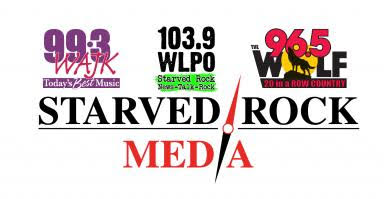 99.3
WAJK
Today's Best Music
103.9
WLPO
Starved Rock
News-Talk-Rock
THE 96.5
WOLF
20 in a ROW COUNTRY
STARVED ROCK
MEDIA